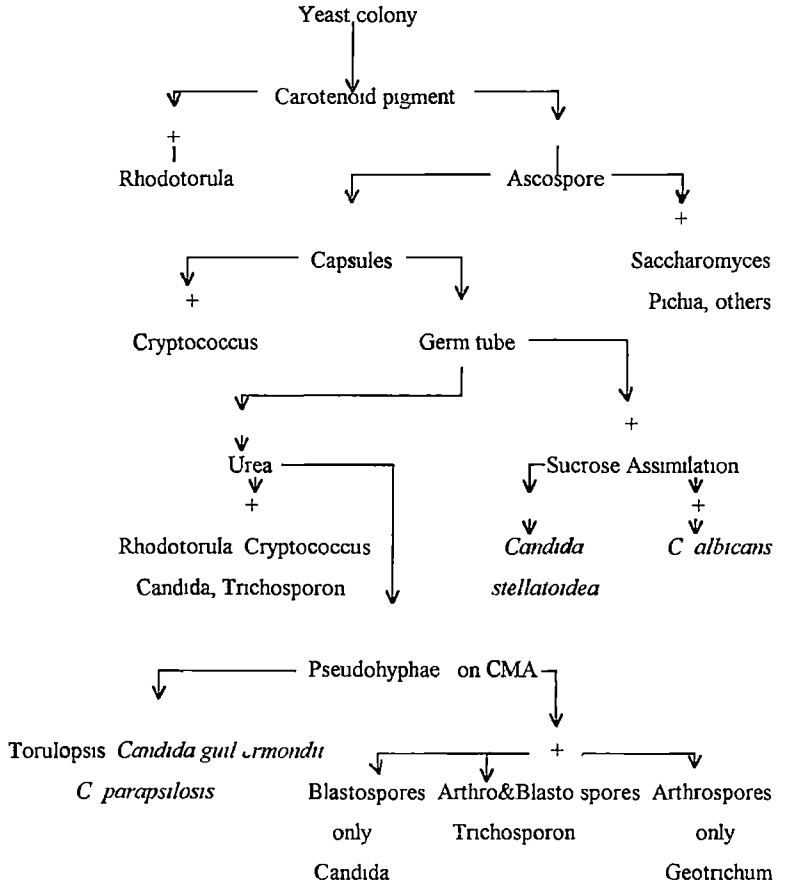 Yeast colony
Carotenoid pigment
+
Rhodotorula
Ascospore
+
Capsules
Saccharomyces
+
Pichia, others
Cryptococcus
Germ tube
+
Urea
Sucrose Assimilation
+
+
Rhodotorula Cryptococcus
Candida
C albicans
Candida, Trichosporon
stellatoidea
Pseudohyphae on CMA
Torulopsis Candida
+
C parapsilosis
Blastospores
Arthro&Blasto spores
Arthrospores
only
Trichosporon
only
Candida
Geotrichum